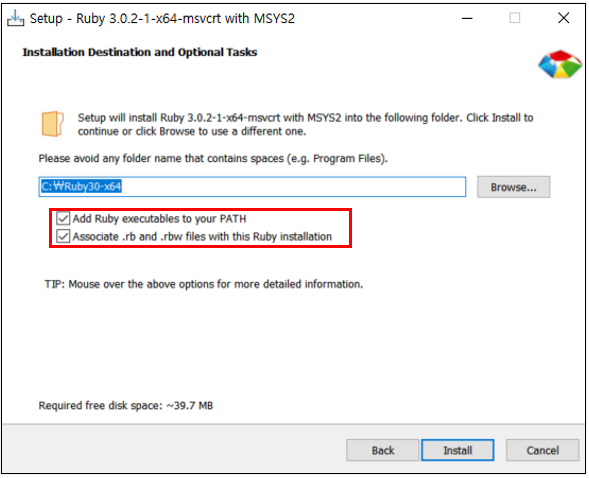 Setup - Ruby 3.0.2-1-x64-msvcrt with MSYS2
Installation Destination and Optional Tasks
Setup will install Ruby 3.0.2-1-x64-msvcrt with MSYS2 into the following folder. Click Install to
continue or click Browse to use a different one.
Please avoid any folder name that contains spaces (e.g. Program Files).
C:₩Ruby30-x64
Browse...
Add Ruby executables to your PATH
Associate .rb and .rbw files with this Ruby installation
TIP: Mouse over the above options for more detailed information.
Required free disk space: ~39.7 MB
Back
Install
Cancel